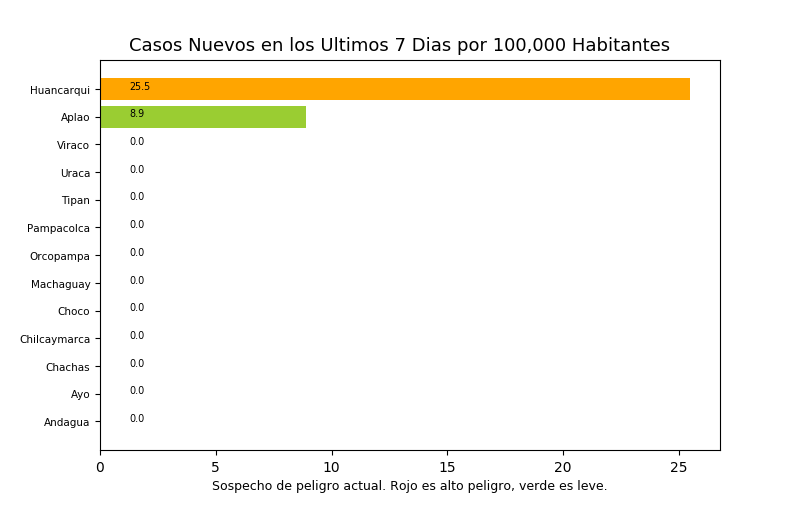 Casos Nuevos en los Ultimos 7 Dias por 100,000 Habitantes
Huancarqui 25.5
Aplao 8.9
Viraco 0.0
Uraca 0.0
Tipan 0.0
Pampacolca 0.0
Orcopampa 0.0
Machaguay 0.0
Choco 0.0
Chilcaymarca 0.0
Chachas 0.0
Ayo 0.0
Andagua 0.0
0 5 10 15 20 25
Sospecho de peligro actual. Rojo es alto peligro, verde es leve.